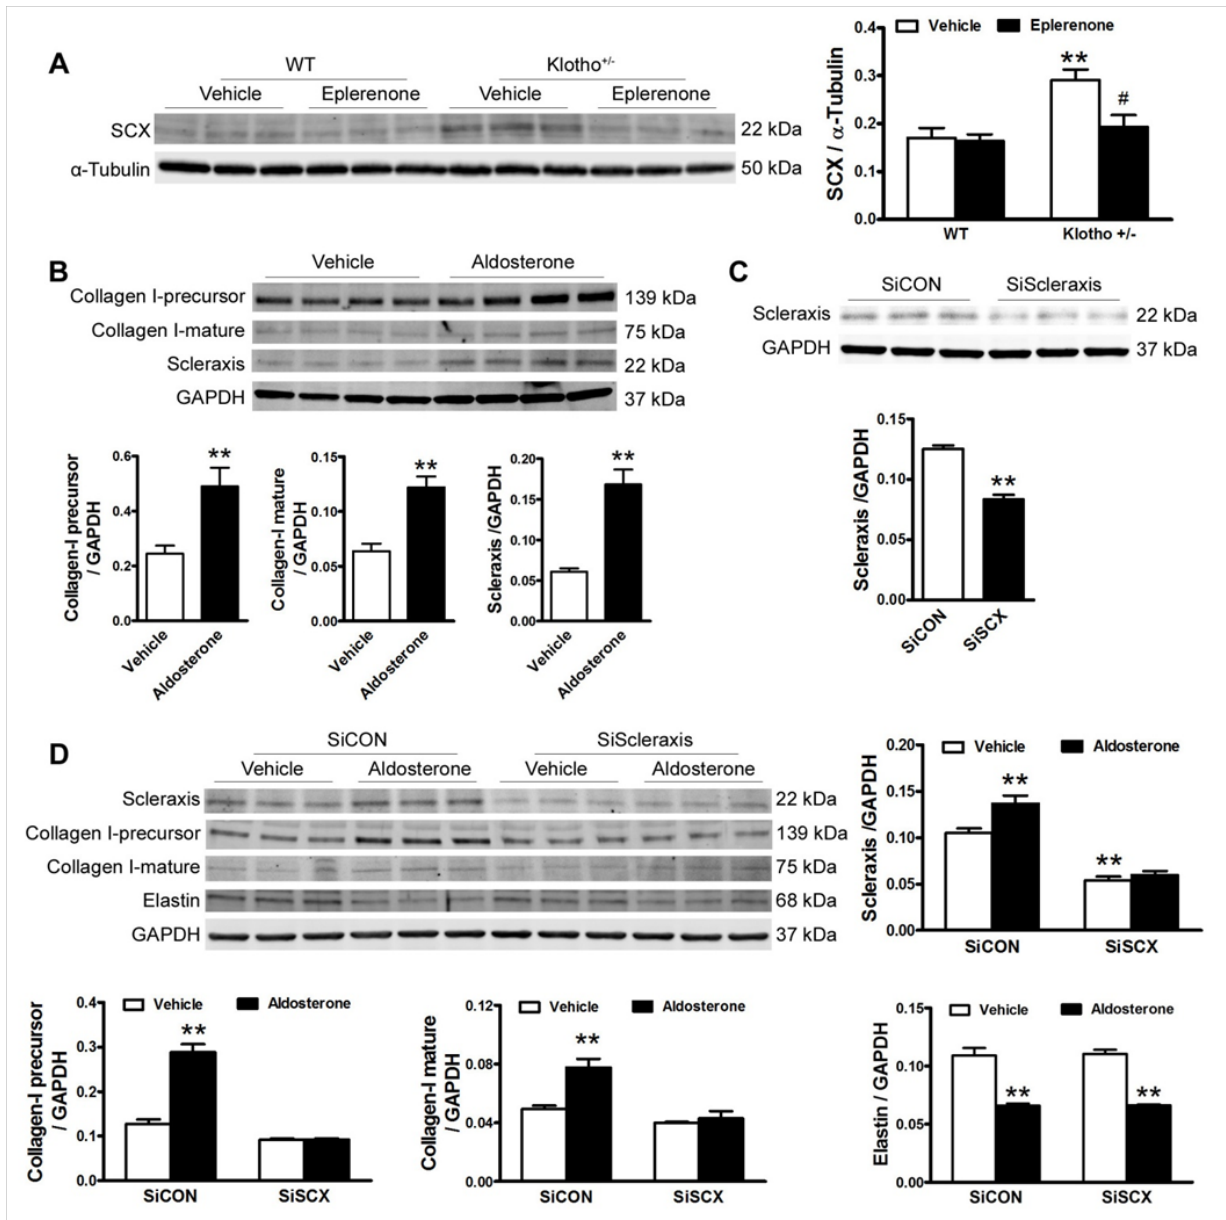 A
WT
Klotho+/-
Vehicle
Eplerenone
Vehicle
Eplerenone
SCX
22 kDa
α-Tubulin
50 kDa
Vehicle
Eplerenone
SCX / α-Tubulin
0.4
0.3
0.2
0.1
0.0
**
#
WT
Klotho +/-
B
Vehicle
Aldosterone
Collagen I-precursor
139 kDa
Collagen I-mature
75 kDa
Scleraxis
22 kDa
GAPDH
37 kDa
Collagen-I precursor
/ GAPDH
0.6
0.4
0.2
0.0
**
Vehicle
Aldosterone
Collagen-I mature
/ GAPDH
0.15
0.10
0.05
0.00
**
Vehicle
Aldosterone
Scleraxis /GAPDH
0.20
0.15
0.10
0.05
0.00
**
Vehicle
Aldosterone
C
SiCON
SiScleraxis
Scleraxis
22 kDa
GAPDH
37 kDa
Scleraxis /GAPDH
0.15
0.10
0.05
0.00
**
SiCON
SiSCX
D
SiCON
SiScleraxis
Vehicle
Aldosterone
Vehicle
Aldosterone
Scleraxis
22 kDa
Collagen I-precursor
139 kDa
Collagen I-mature
75 kDa
Elastin
68 kDa
GAPDH
37 kDa
Vehicle
Aldosterone
Scleraxis /GAPDH
0.20
0.15
0.10
0.05
0.00
**
**
SiCON
SiSCX
Vehicle
Aldosterone
Collagen-I precursor
/ GAPDH
0.4
0.3
0.2
0.1
0.0
**
SiCON
SiSCX
Vehicle
Aldosterone
Collagen-I mature
/ GAPDH
0.12
0.08
0.04
0.00
**
SiCON
SiSCX
Vehicle
Aldosterone
Elastin / GAPDH
0.15
0.10
0.05
0.00
**
**
SiCON
SiSCX